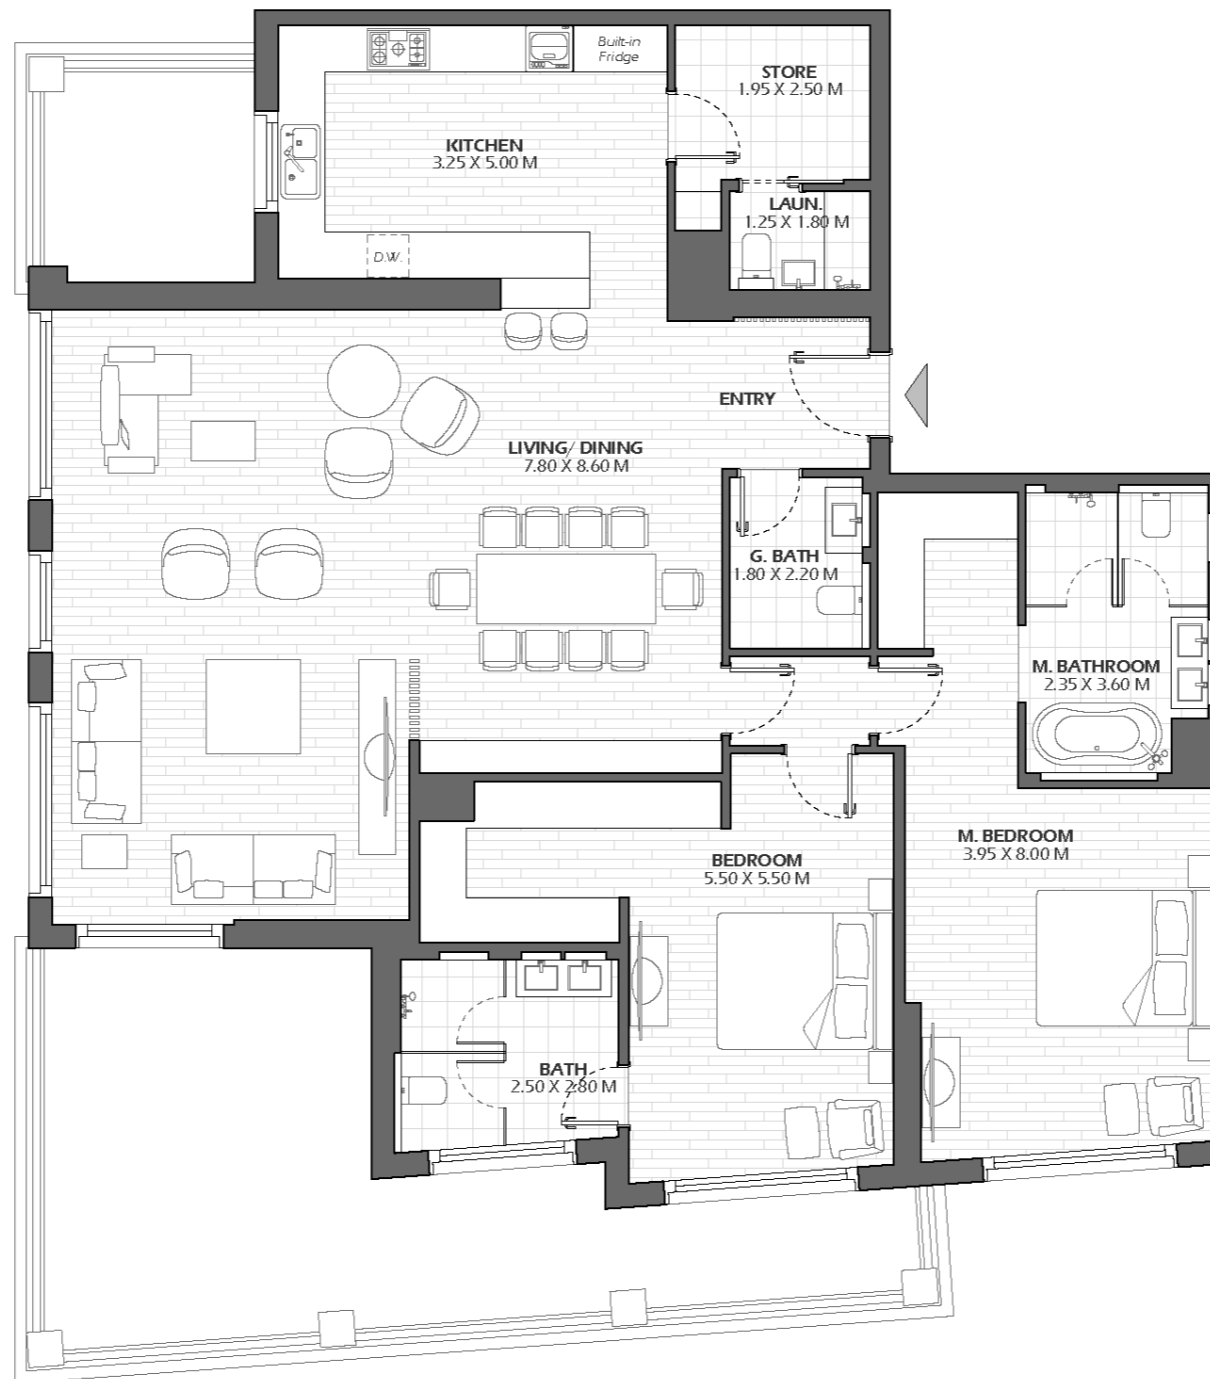 Built-in
Fridge
STORE
1.95 X 2.50 M
KITCHEN
3.25 X 5.00 M
LAUN.
1.25 X 1.80 M
D.W.
ENTRY
LIVING/ DINING
7.80 X 8.60 M
G. BATH
1.80 X 2.20 M
M. BATHROOM
2.35 X 3.60 M
M. BEDROOM
3.95 X 8.00 M
BEDROOM
5.50 X 5.50 M
BATH
2.50 X 2.80 M